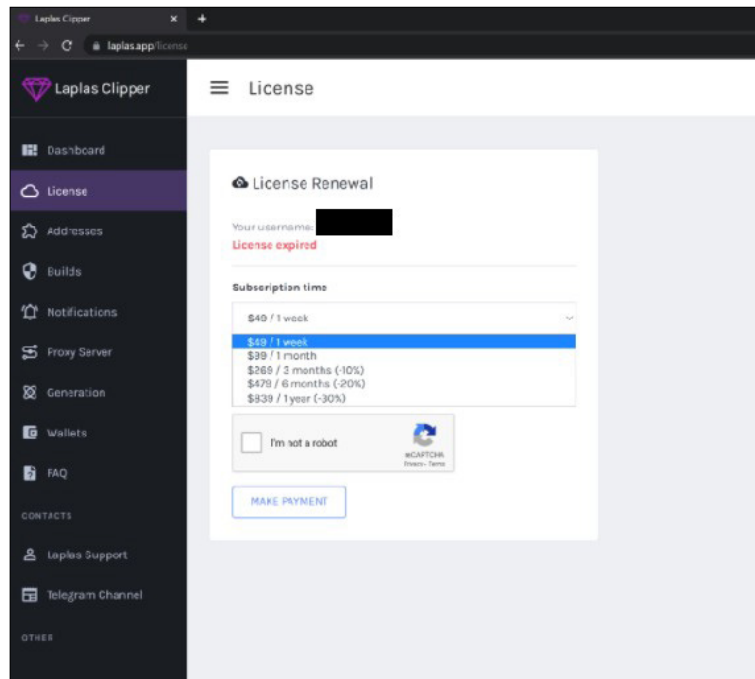 Laplas Clipper
laplas.app/license
Laplas Clipper
License
Dashboard
License
Addresses
Builds
Notifications
Proxy Server
Generation
Wallets
FAQ
CONTACTS
Laplas Support
Telegram Channel
OTHER
License Renewal
Your username:
License expired
Subscription time
$49 / 1 week
$49 / 1 week
$99 / 1 month
$269 / 3 months (-10%)
$479 / 6 months (-20%)
$839 / 1 year (-30%)
I'm not a robot
reCAPTCHA
Privacy - Terms
MAKE PAYMENT